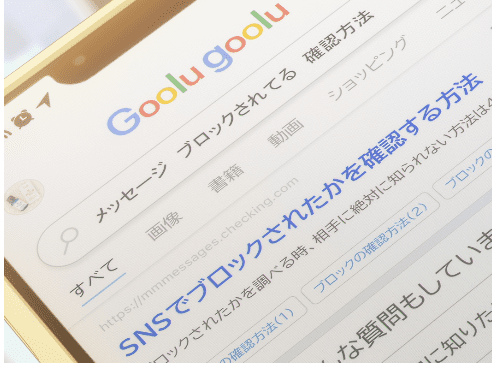 Goolu goolu
メッセージ ブロックされてる 確認方法
すべて 画像 書籍 動画 ショッピング ニュ
https://mmmessages.checking.com
SNSでブロックされたかを確認する方法
ロックされたかを調べる時、相手に絶対に知られない方法は4
ブロックの確認方法(2)
ブロックの
の確認方法(1)
んな質問もしていま
に知りた